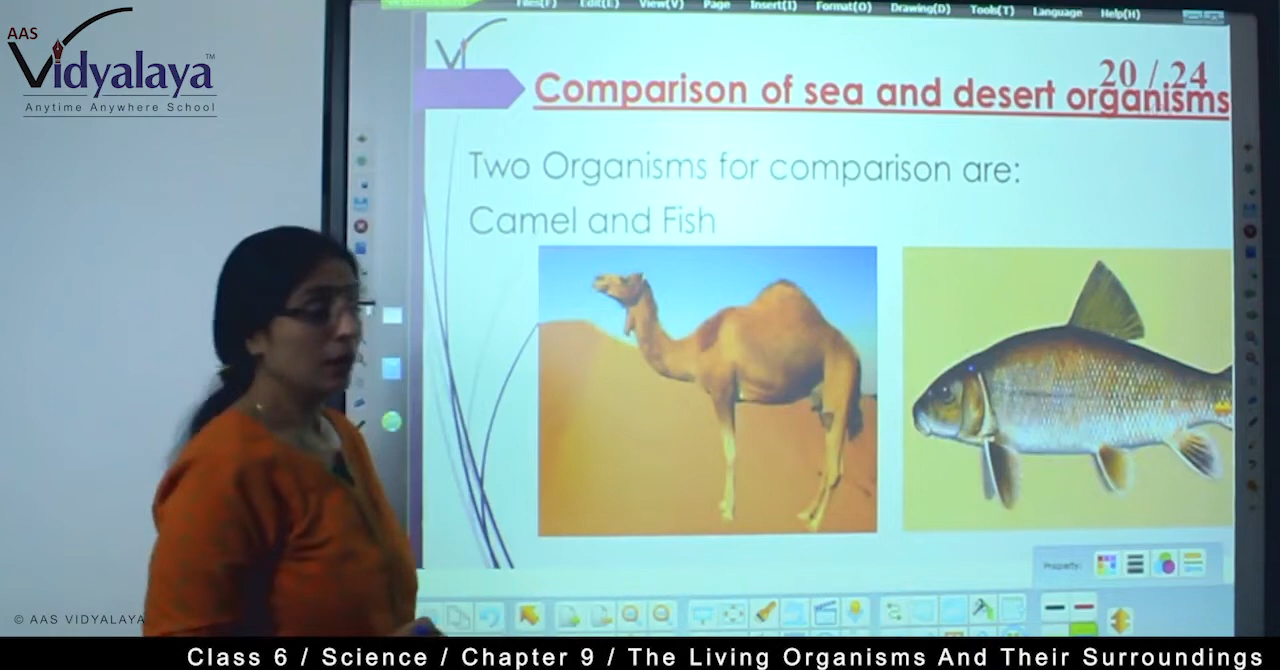 AAS
Vidyalaya™
Anytime Anywhere School
Files(F) Edit(E) View(V) Page Insert(I) Format(O) Drawing(D) Tools(T) Language Help(H)
20 / 24
Comparison of sea and desert organisms
Two Organisms for comparison are:
Camel and Fish
Property:
© AAS VIDYALAYA
Class 6 / Science / Chapter 9 / The Living Organisms And Their Surroundings